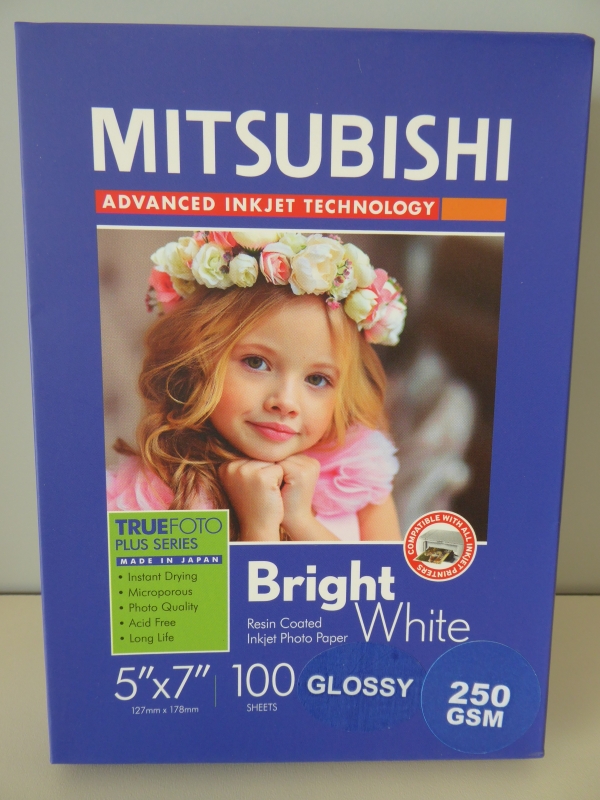 MITSUBISHI
ADVANCED INKJET TECHNOLOGY
COMPATIBLE WITH ALL INKJET PRINTERS
TRUEFOTO
PLUS SERIES
MADE IN JAPAN
• Instant Drying
• Microporous
• Photo Quality
• Acid Free
• Long Life
Bright
White
Resin Coated
Inkjet Photo Paper
5"x7"
127mm x 178mm
100
SHEETS
GLOSSY
250
GSM